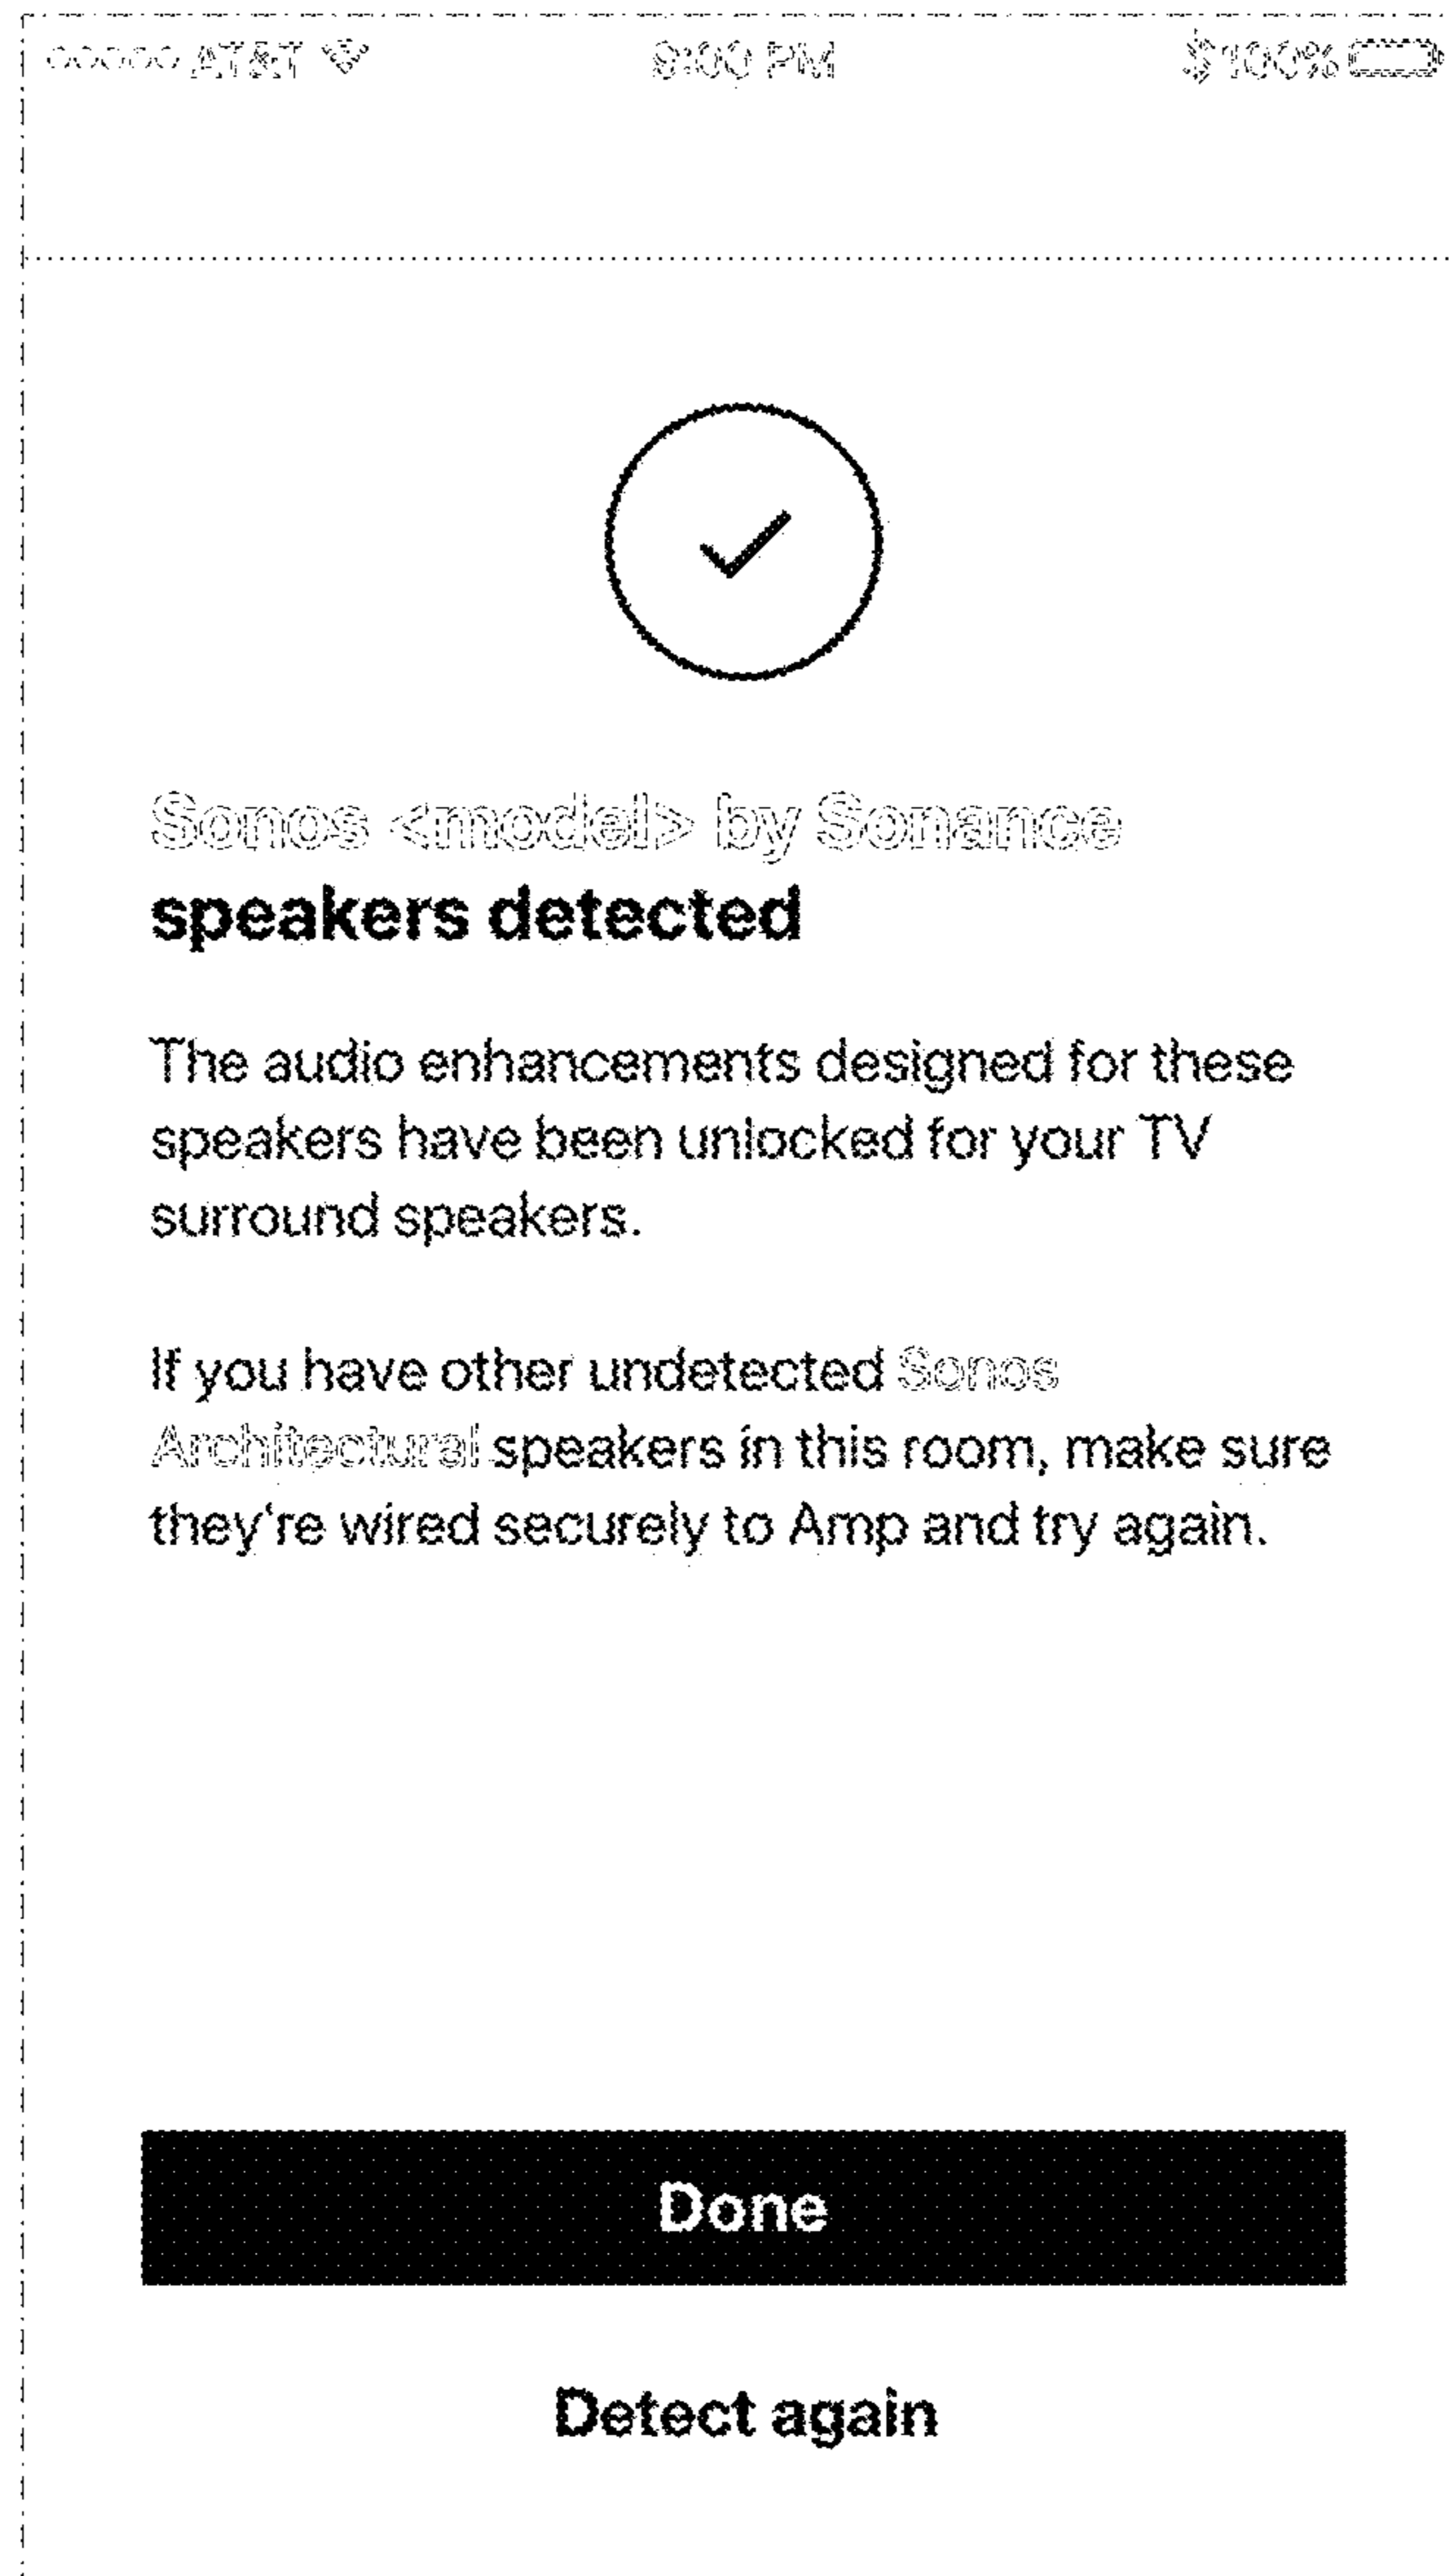 AT&T 9:00 PM 100%
Sonos <model> by Sonance
speakers detected
The audio enhancements designed for these
speakers have been unlocked for your TV
surround speakers.
If you have other undetected Sonos
Architectural speakers in this room, make sure
they're wired securely to Amp and try again.
Done
Detect again